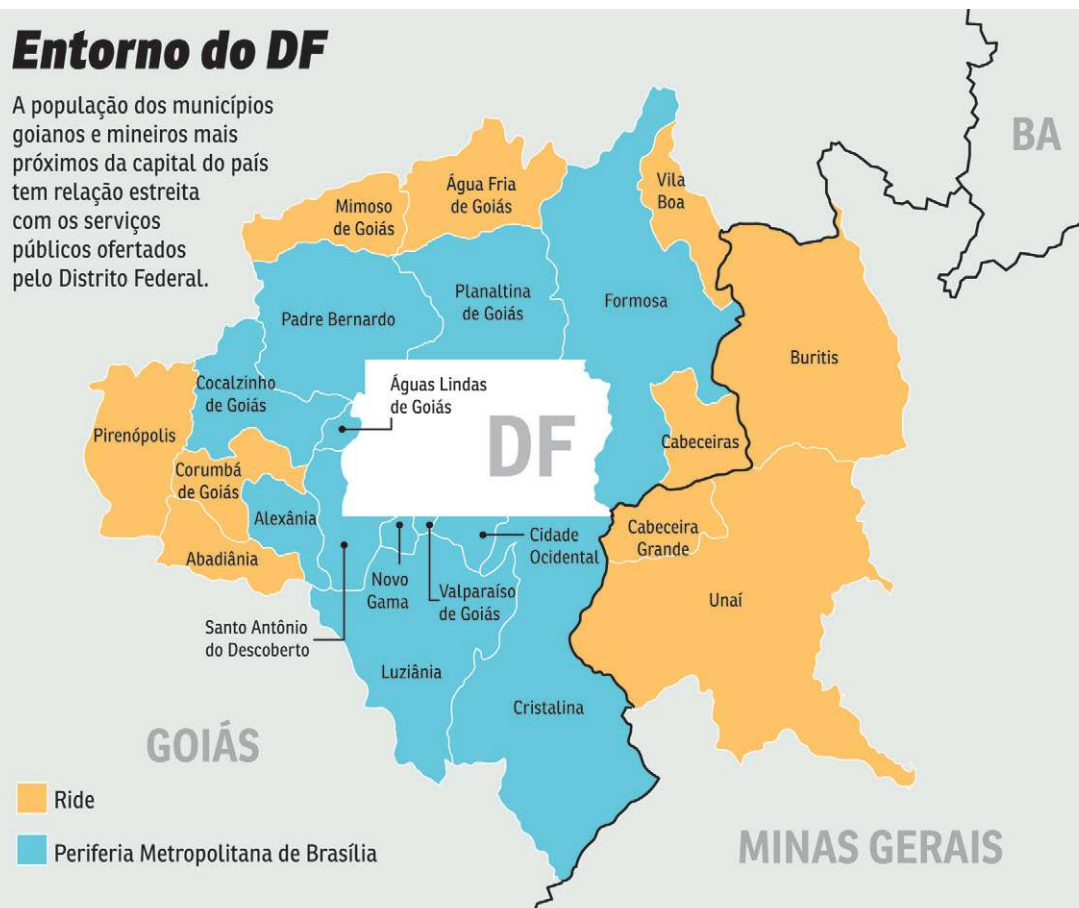 Entorno do DF
A população dos municípios
goianos e mineiros mais
próximos da capital do país
tem relação estreita
com os serviços
públicos ofertados
pelo Distrito Federal.
BA
Água Fria
de Goiás
Mimoso
de Goiás
Vila
Boa
Planaltina
de Goiás
Formosa
Padre Bernardo
Buritis
Cocalzinho
de Goiás
Águas Lindas
de Goiás
DF
Pirenópolis
Cabeceiras
Corumbá
de Goiás
Alexânia
Abadiânia
Cidade
Ocidental
Cabeceira
Grande
Novo
Gama
Valparaíso
de Goiás
Unaí
Santo Antônio
do Descoberto
Luziânia
Cristalina
GOIÁS
Ride
Periferia Metropolitana de Brasília
MINAS GERAIS